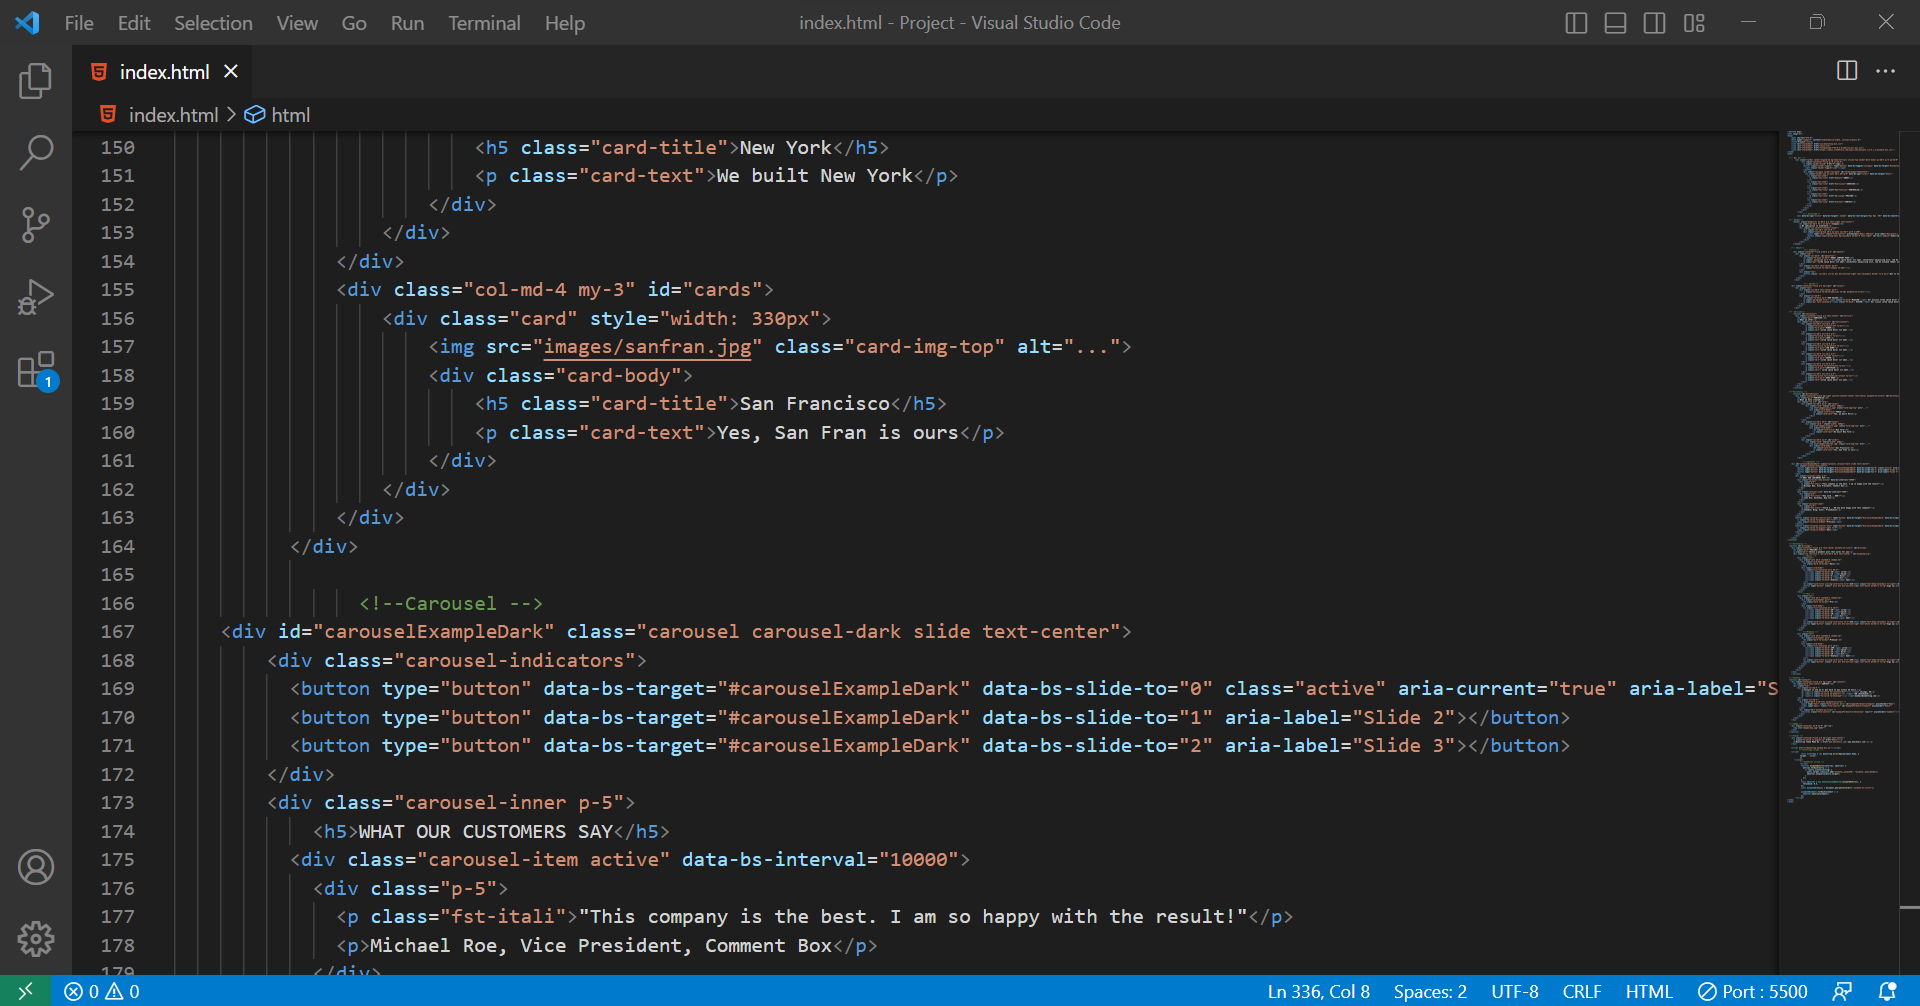 File Edit Selection View Go Run Terminal Help index.html - Project - Visual Studio Code
index.html
index.html > html
150 <h5 class="card-title">New York</h5>
151 <p class="card-text">We built New York</p>
152 </div>
153 </div>
154 </div>
155 <div class="col-md-4 my-3" id="cards">
156 <div class="card" style="width: 330px">
157 <img src="images/sanfran.jpg" class="card-img-top" alt="...">
158 <div class="card-body">
159 <h5 class="card-title">San Francisco</h5>
160 <p class="card-text">Yes, San Fran is ours</p>
161 </div>
162 </div>
163 </div>
164 </div>
165
166 <!--Carousel -->
167 <div id="carouselExampleDark" class="carousel carousel-dark slide text-center">
168 <div class="carousel-indicators">
169 <button type="button" data-bs-target="#carouselExampleDark" data-bs-slide-to="0" class="active" aria-current="true" aria-label="S
170 <button type="button" data-bs-target="#carouselExampleDark" data-bs-slide-to="1" aria-label="Slide 2"></button>
171 <button type="button" data-bs-target="#carouselExampleDark" data-bs-slide-to="2" aria-label="Slide 3"></button>
172 </div>
173 <div class="carousel-inner p-5">
174 <h5>WHAT OUR CUSTOMERS SAY</h5>
175 <div class="carousel-item active" data-bs-interval="10000">
176 <div class="p-5">
177 <p class="fst-itali">"This company is the best. I am so happy with the result!"</p>
178 <p>Michael Roe, Vice President, Comment Box</p>
179 </div>
1
0 0 Ln 336, Col 8 Spaces: 2 UTF-8 CRLF HTML Port : 5500